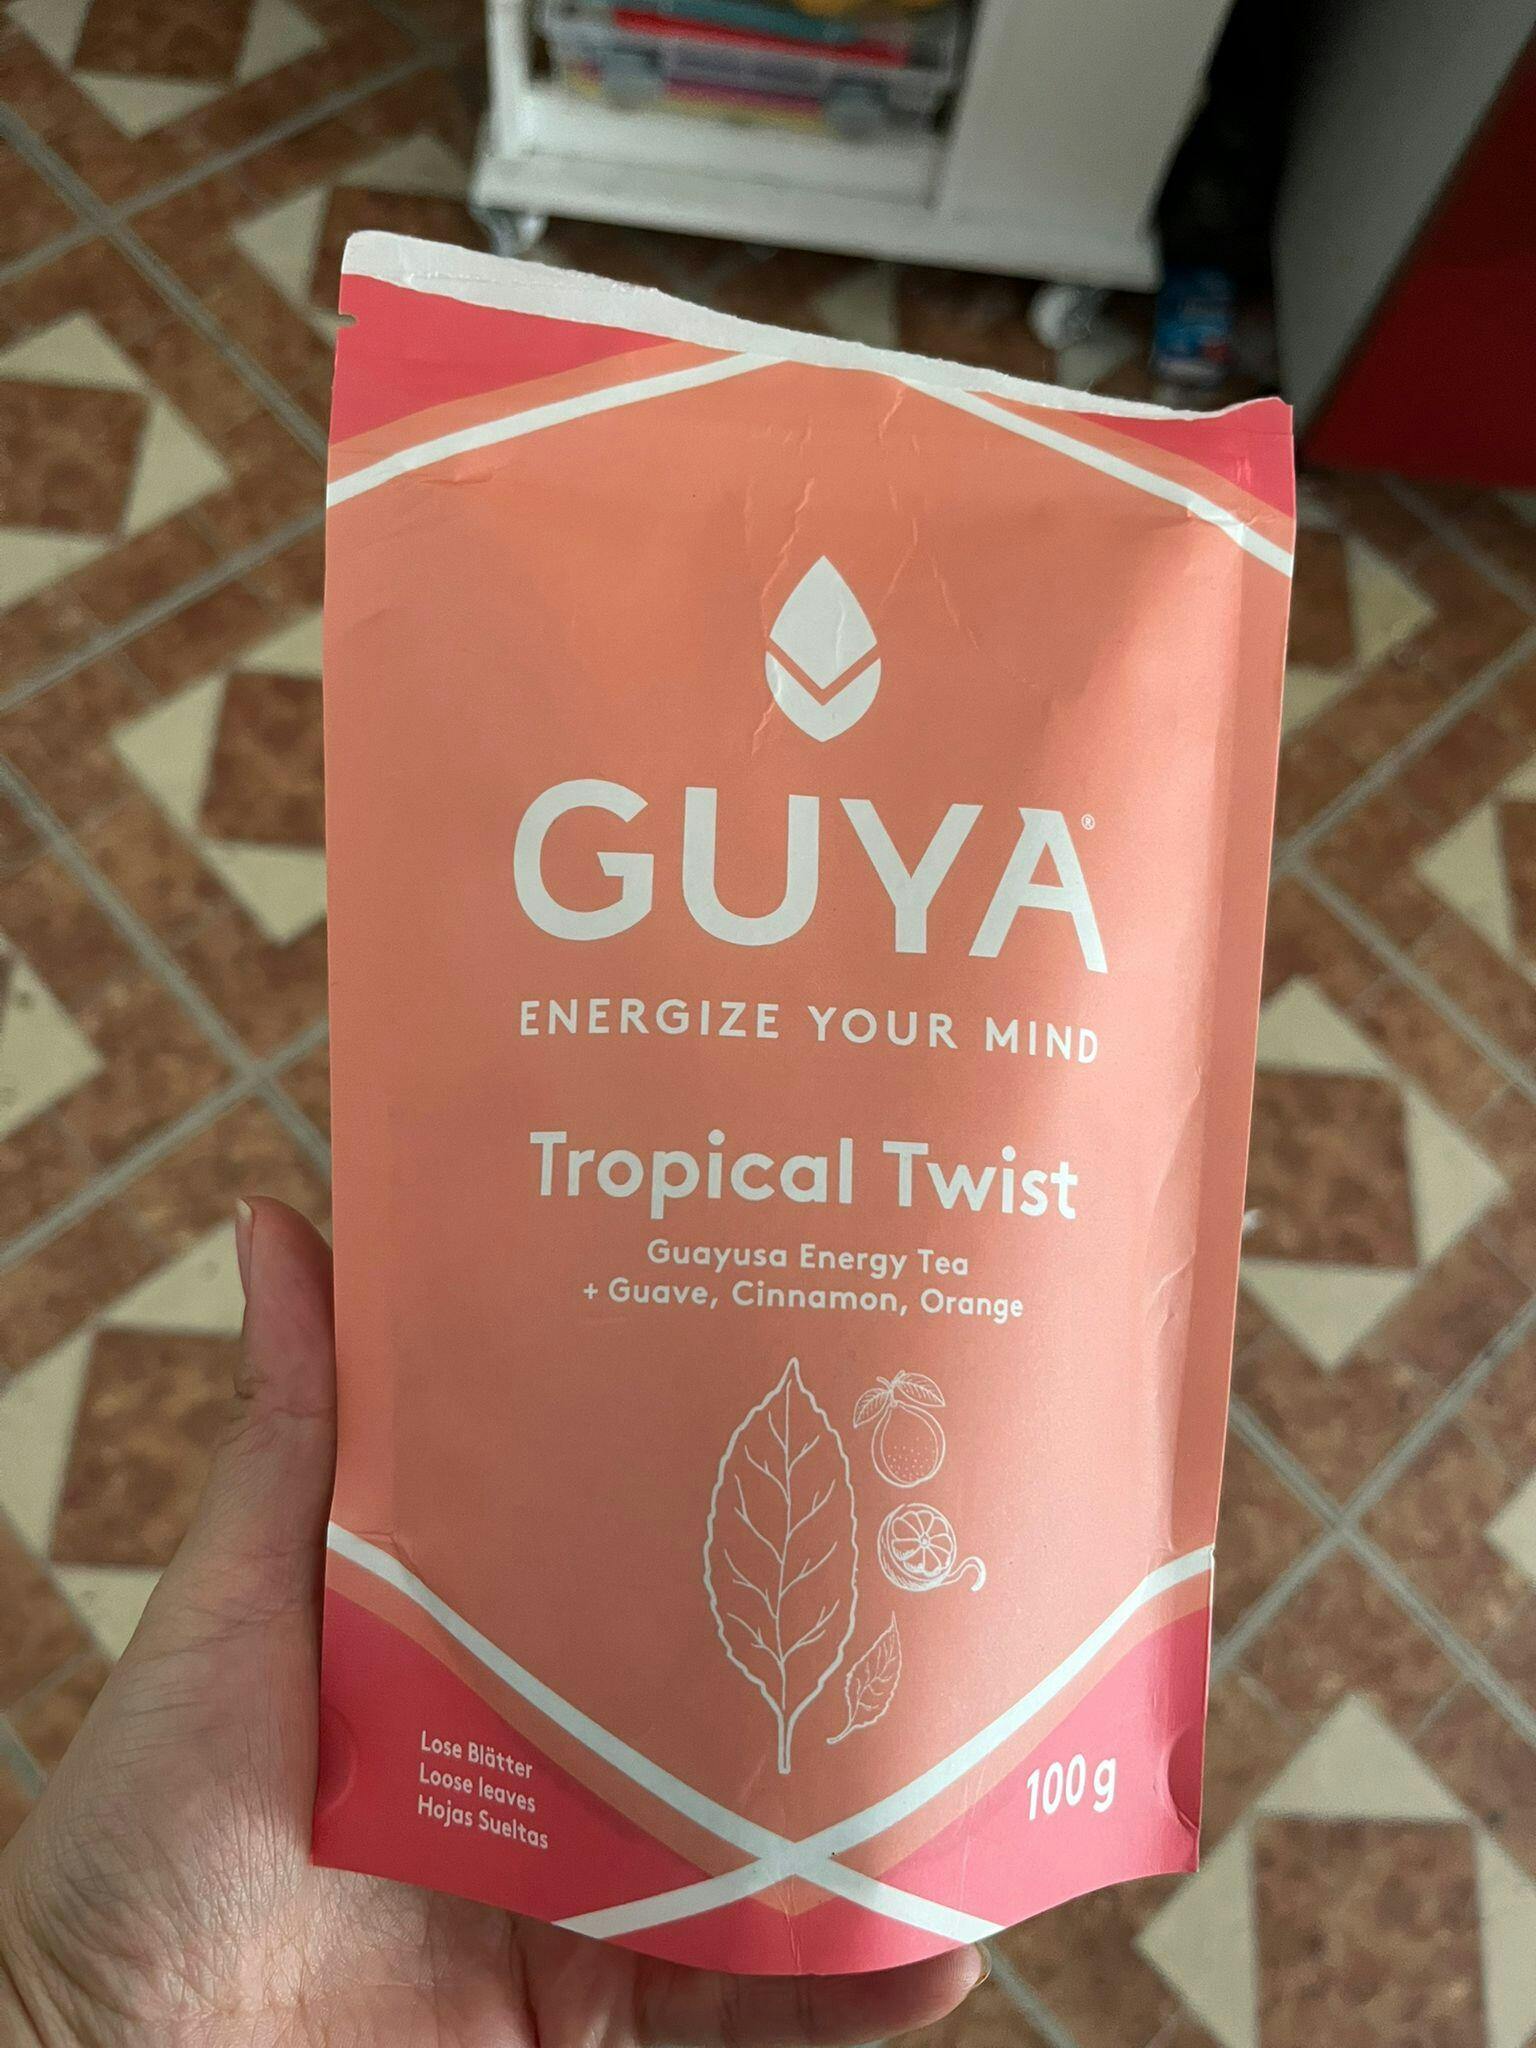 GUYA®
ENERGIZE YOUR MIND
Tropical Twist
Guayusa Energy Tea
+ Guave, Cinnamon, Orange
Lose Blätter
Loose leaves
Hojas Sueltas
100 g